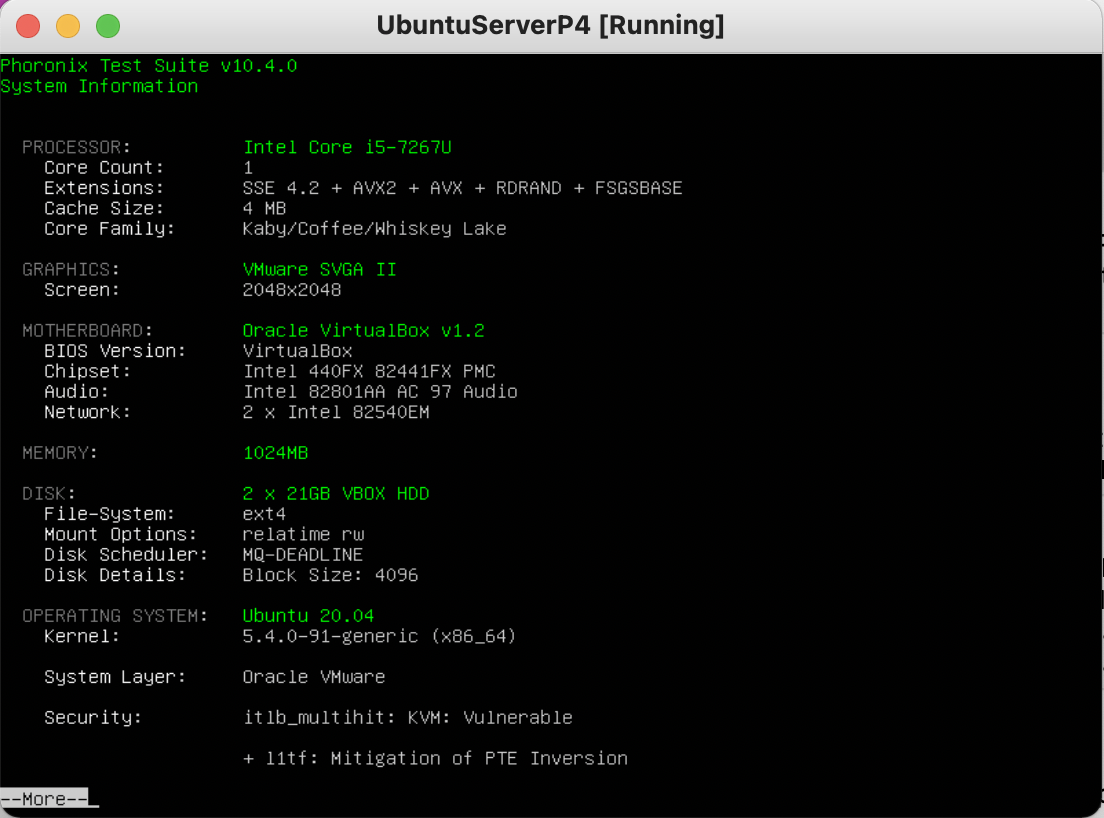 UbuntuServerP4 [Running]
Phoronix Test Suite v10.4.0
System Information
PROCESSOR: Intel Core i5-7267U
Core Count: 1
Extensions: SSE 4.2 + AVX2 + AVX + RDRAND + FSGSBASE
Cache Size: 4 MB
Core Family: Kaby/Coffee/Whiskey Lake
GRAPHICS: VMware SVGA II
Screen: 2048x2048
MOTHERBOARD: Oracle VirtualBox v1.2
BIOS Version: VirtualBox
Chipset: Intel 440FX 82441FX PMC
Audio: Intel 82801AA AC 97 Audio
Network: 2 x Intel 82540EM
MEMORY: 1024MB
DISK: 2 x 21GB VBOX HDD
File-System: ext4
Mount Options: relatime rw
Disk Scheduler: MQ-DEADLINE
Disk Details: Block Size: 4096
OPERATING SYSTEM: Ubuntu 20.04
Kernel: 5.4.0-91-generic (x86_64)
System Layer: Oracle VMware
Security: itlb_multihit: KVM: Vulnerable
+ l1tf: Mitigation of PTE Inversion
--More--